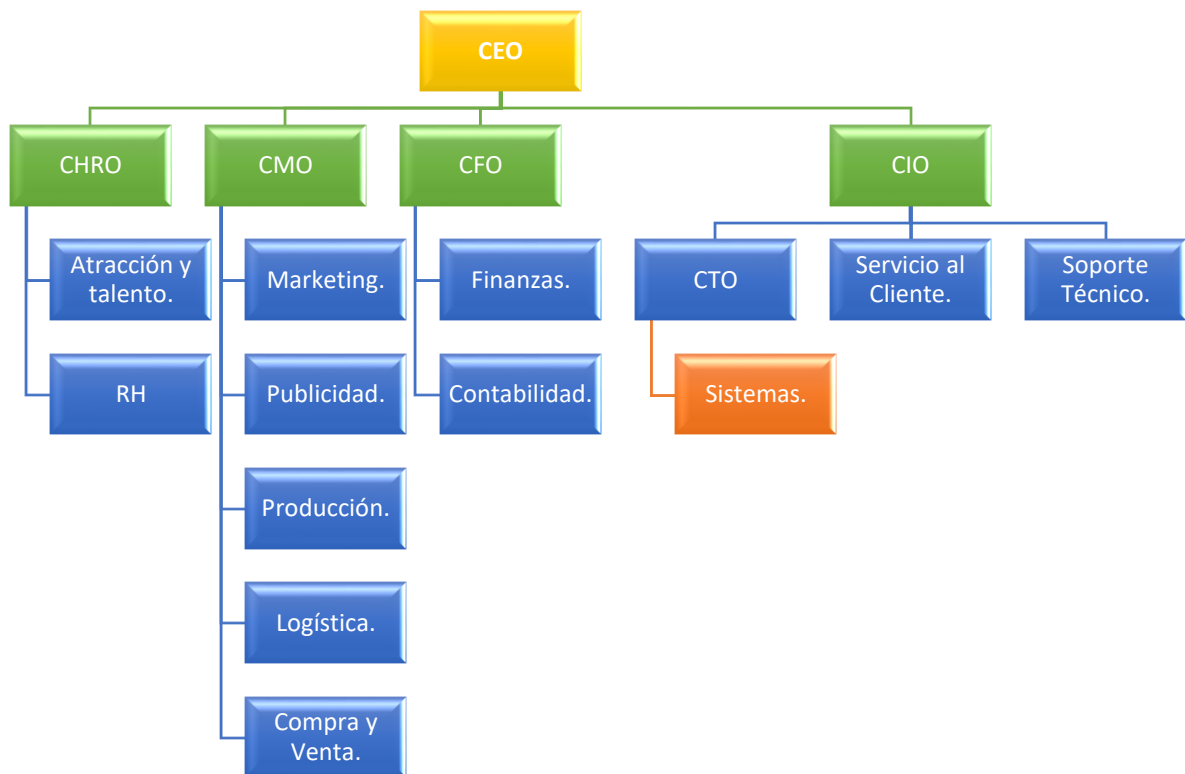 CEO
CHRO
CMO
CFO
CIO
Atracción y
talento.
Marketing.
Finanzas.
CTO
Servicio al
Cliente.
Soporte
Técnico.
RH
Publicidad.
Contabilidad.
Sistemas.
Producción.
Logística.
Compra y
Venta.